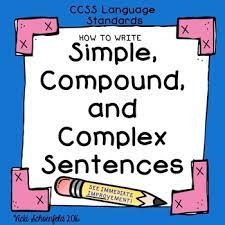 CCSS Language
Standards
HOW TO WRITE
Simple,
Compound,
and
Complex
Sentences
SEE IMMEDIATE
IMPROVEMENT!
Vicki Schoenfeld 2016